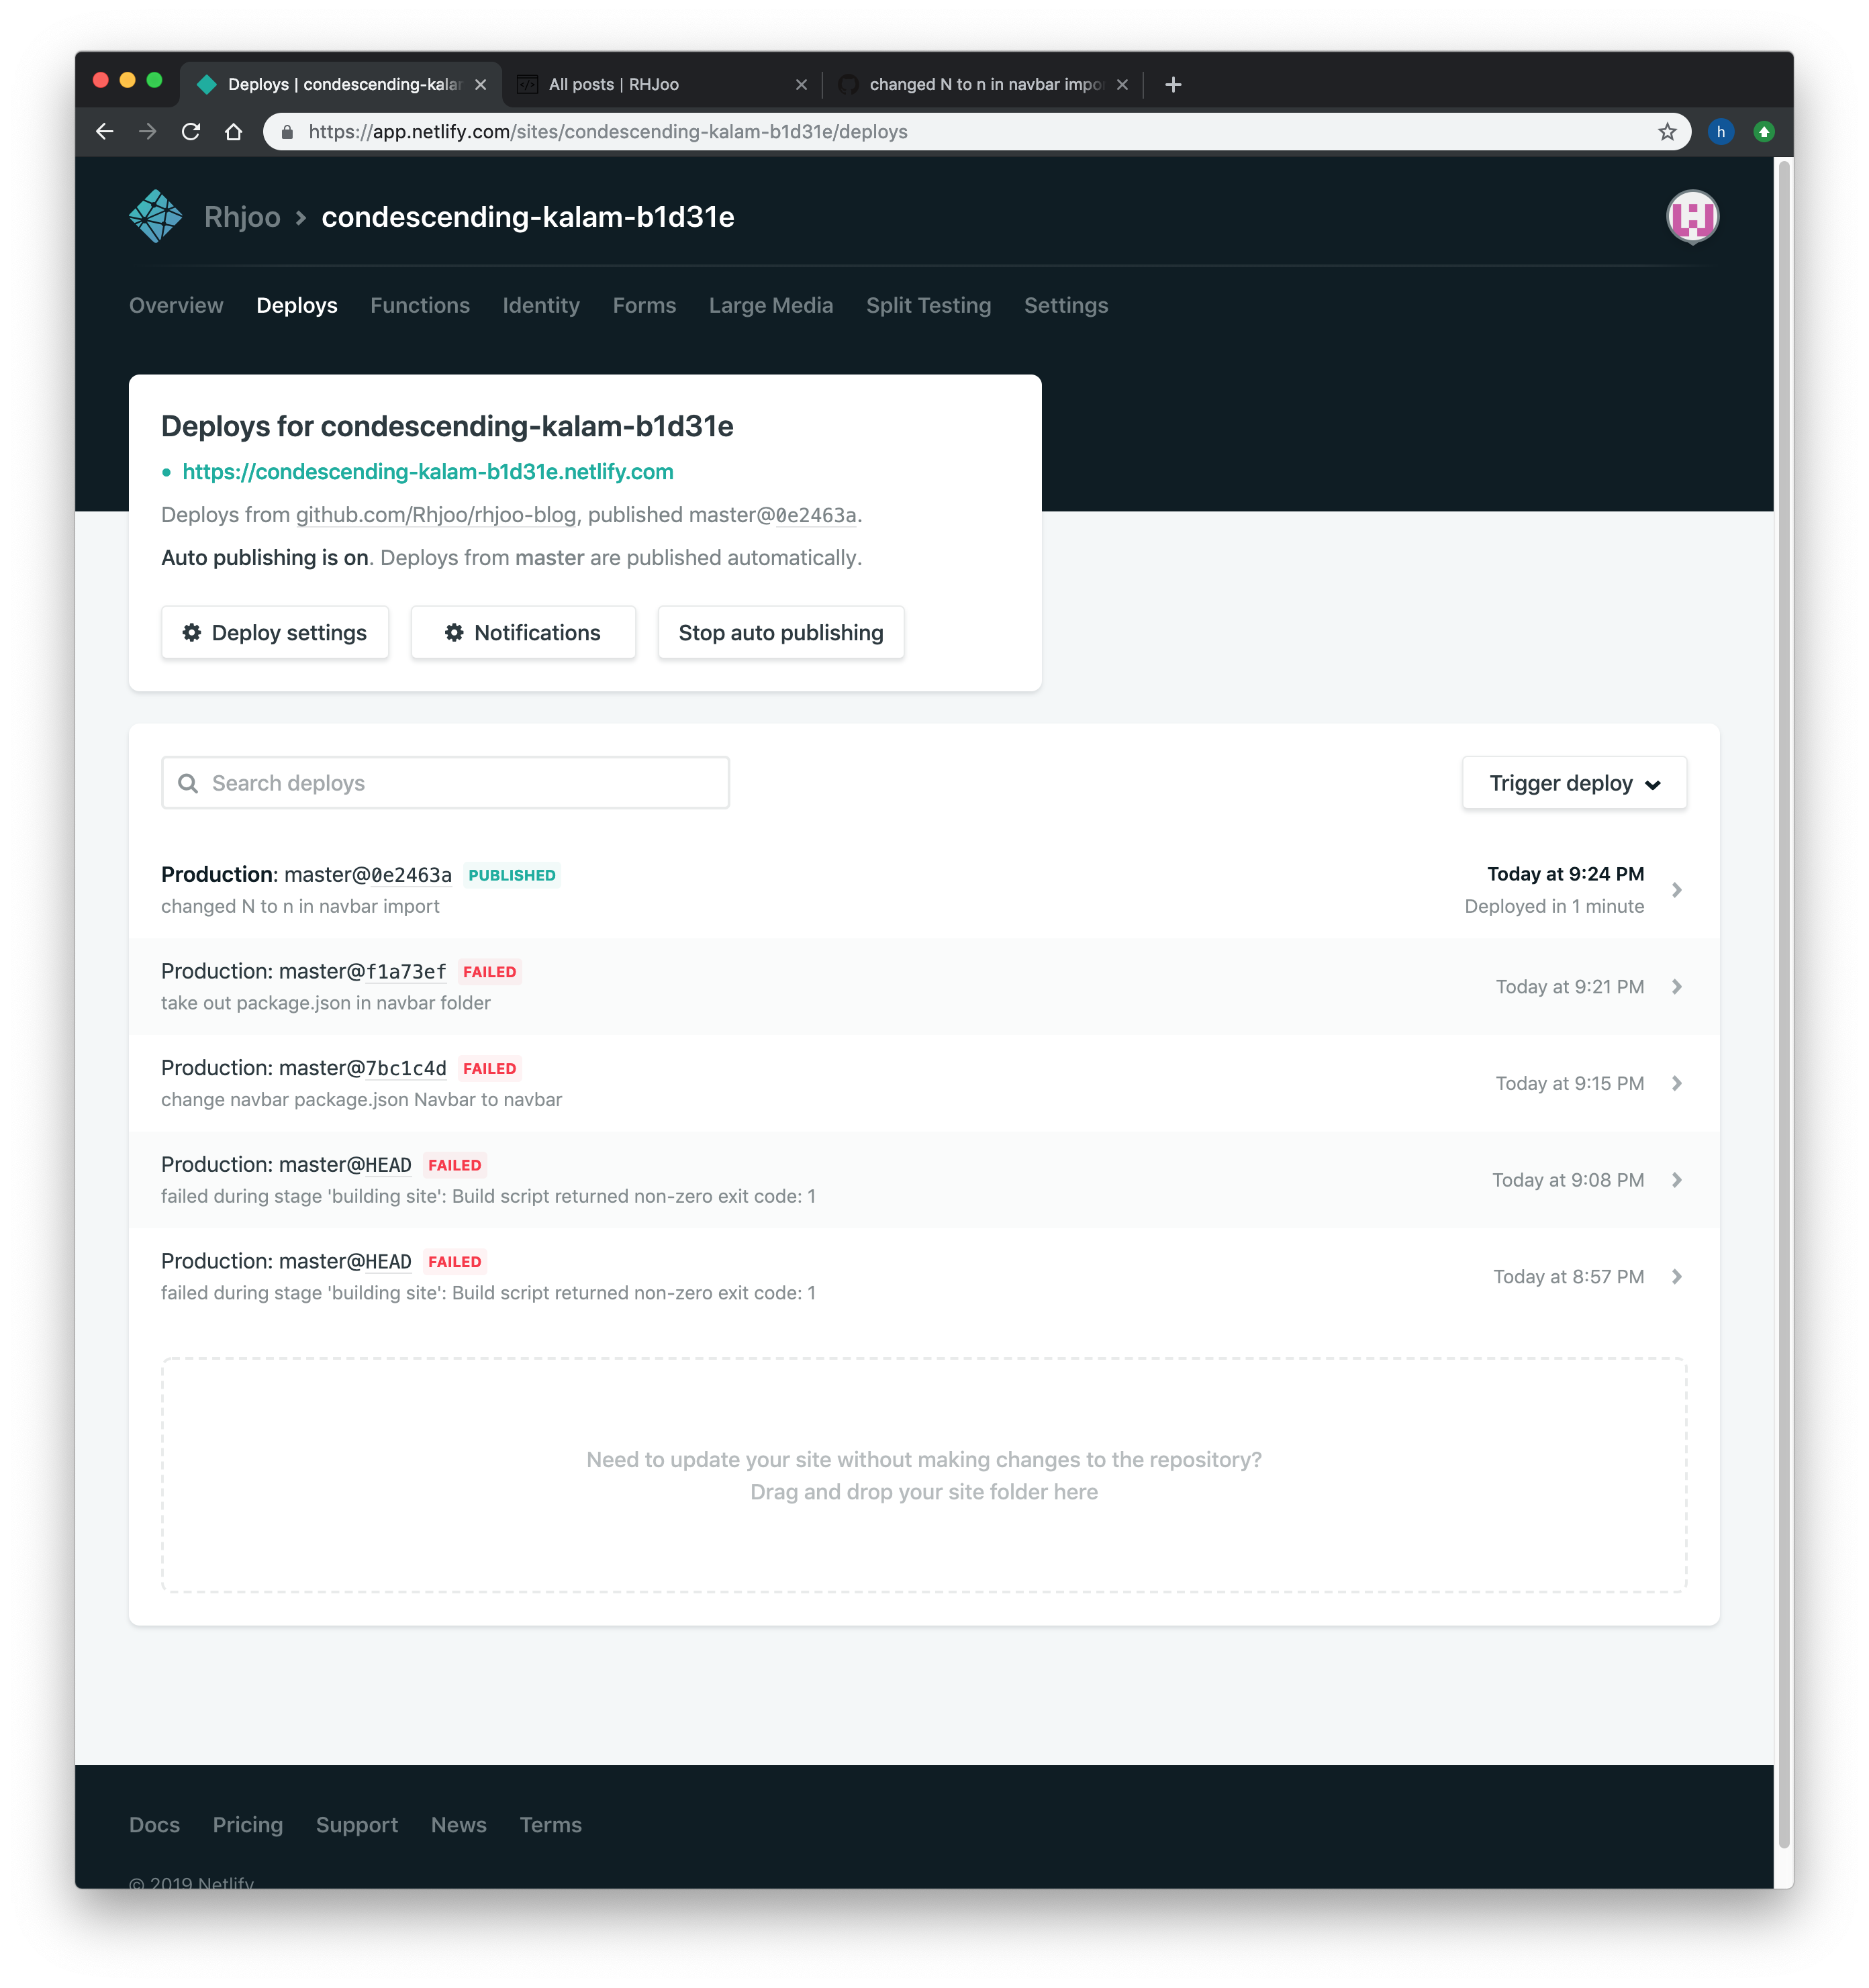 Deploys | condescending-kalar
All posts | RHJoo
changed N to n in navbar impo
https://app.netlify.com/sites/condescending-kalam-b1d31e/deploys
h
Rhjoo > condescending-kalam-b1d31e
Overview Deploys Functions Identity Forms Large Media Split Testing Settings
Deploys for condescending-kalam-b1d31e
https://condescending-kalam-b1d31e.netlify.com
Deploys from github.com/Rhjoo/rhjoo-blog, published master@0e2463a.
Auto publishing is on. Deploys from master are published automatically.
Deploy settings Notifications Stop auto publishing
Search deploys
Trigger deploy
Production: master@0e2463a PUBLISHED
changed N to n in navbar import
Today at 9:24 PM
Deployed in 1 minute
Production: master@f1a73ef FAILED
take out package.json in navbar folder
Today at 9:21 PM
Production: master@7bc1c4d FAILED
change navbar package.json Navbar to navbar
Today at 9:15 PM
Production: master@HEAD FAILED
failed during stage 'building site': Build script returned non-zero exit code: 1
Today at 9:08 PM
Production: master@HEAD FAILED
failed during stage 'building site': Build script returned non-zero exit code: 1
Today at 8:57 PM
Need to update your site without making changes to the repository?
Drag and drop your site folder here
Docs Pricing Support News Terms
© 2019 Netlify